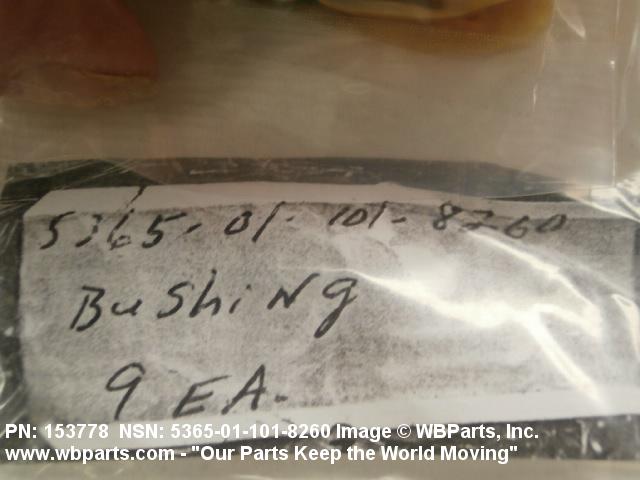 5365-01-101-8260
BuShiNg
9 EA.
PN: 153778 NSN: 5365-01-101-8260 Image © WBParts, Inc.
www.wbparts.com - "Our Parts Keep the World Moving"